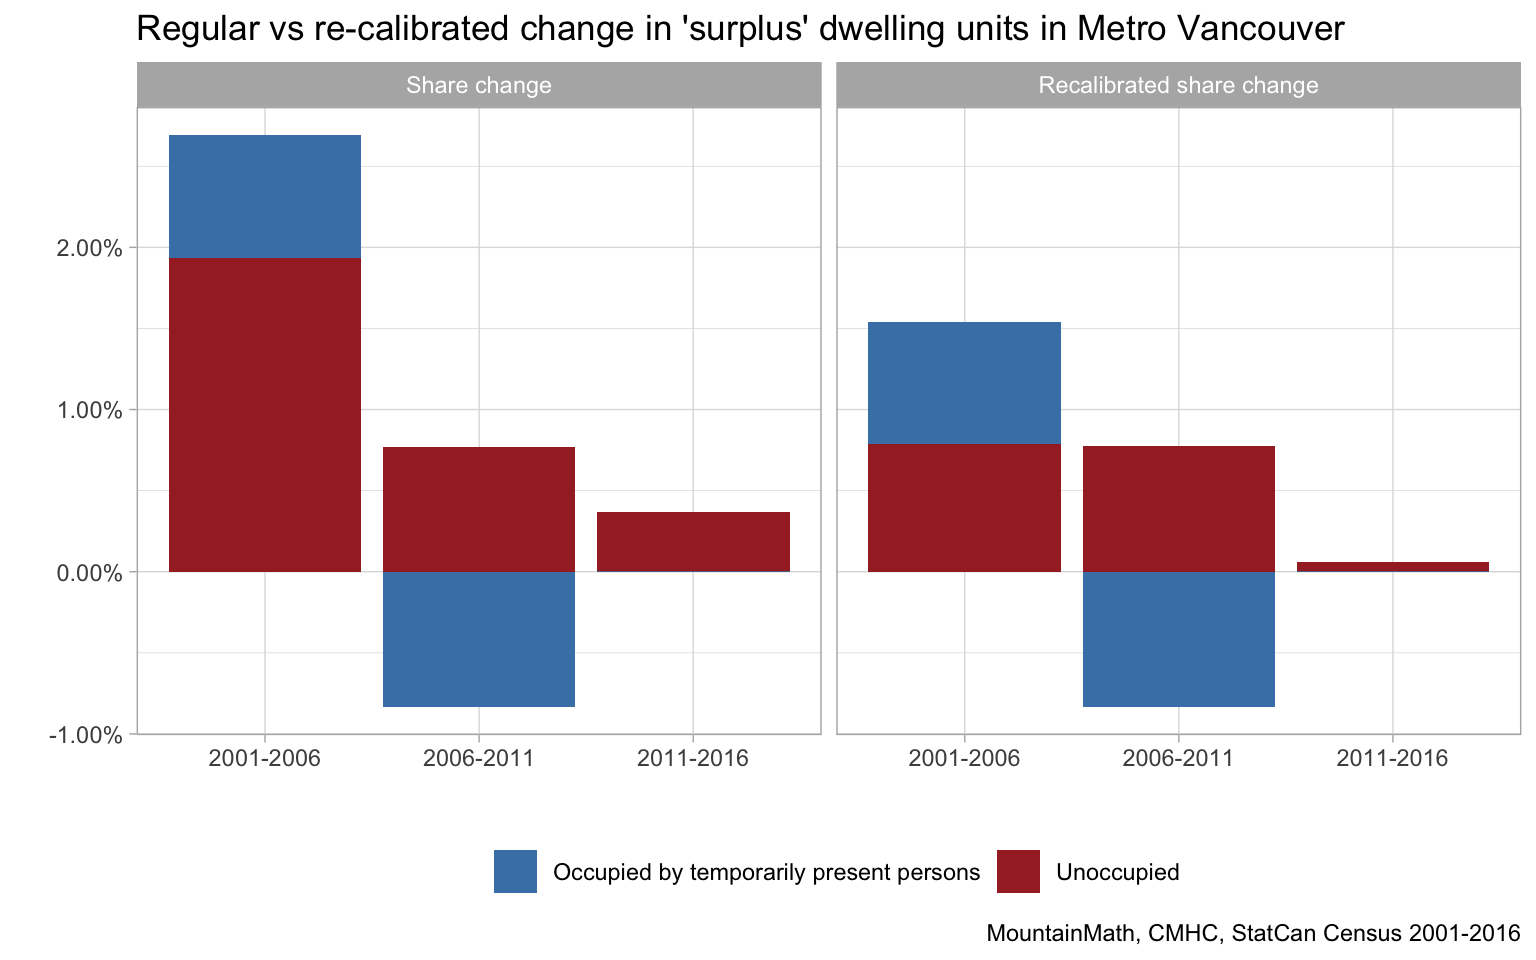 Regular vs re-calibrated change in 'surplus' dwelling units in Metro Vancouver
Share change
Recalibrated share change
2.00%
1.00%
0.00%
-1.00%
2001-2006
2006-2011
2011-2016
2001-2006
2006-2011
2011-2016
Occupied by temporarily present persons
Unoccupied
MountainMath, CMHC, StatCan Census 2001-2016